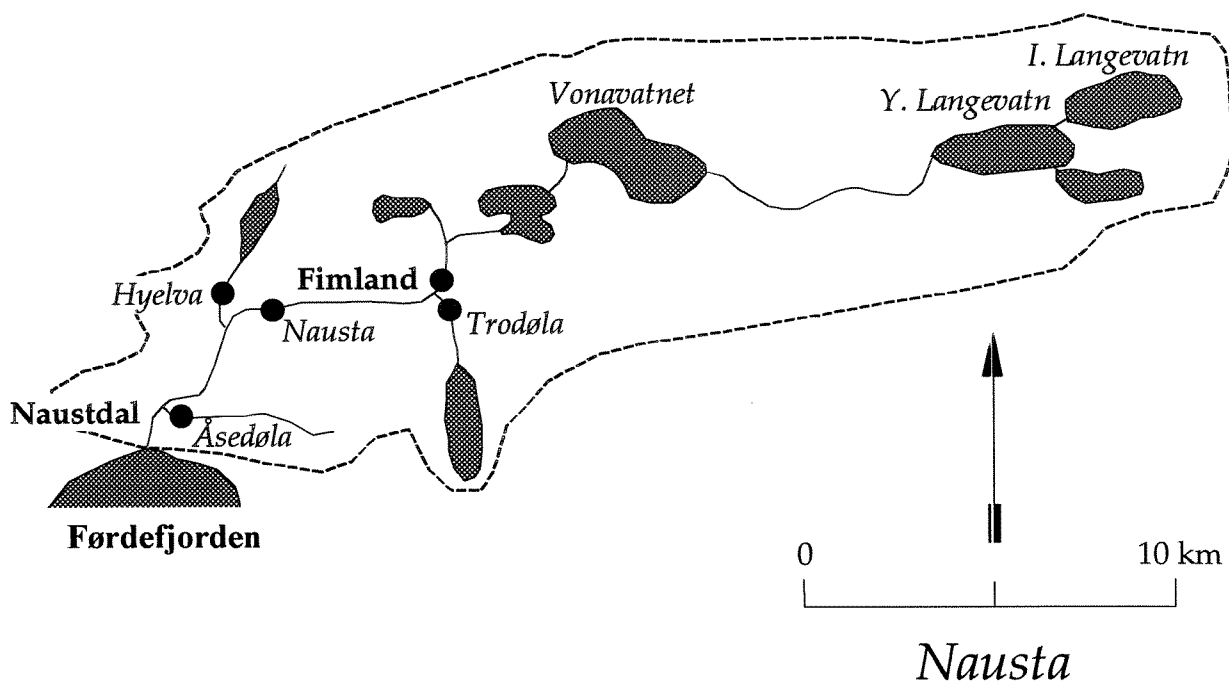 I. Langevatn
Vonavatnet
Y. Langevatn
Fimland
Hyelva
Nausta
Trodøla
Naustdal
Åsedøla
Førdefjorden
0
10 km
Nausta